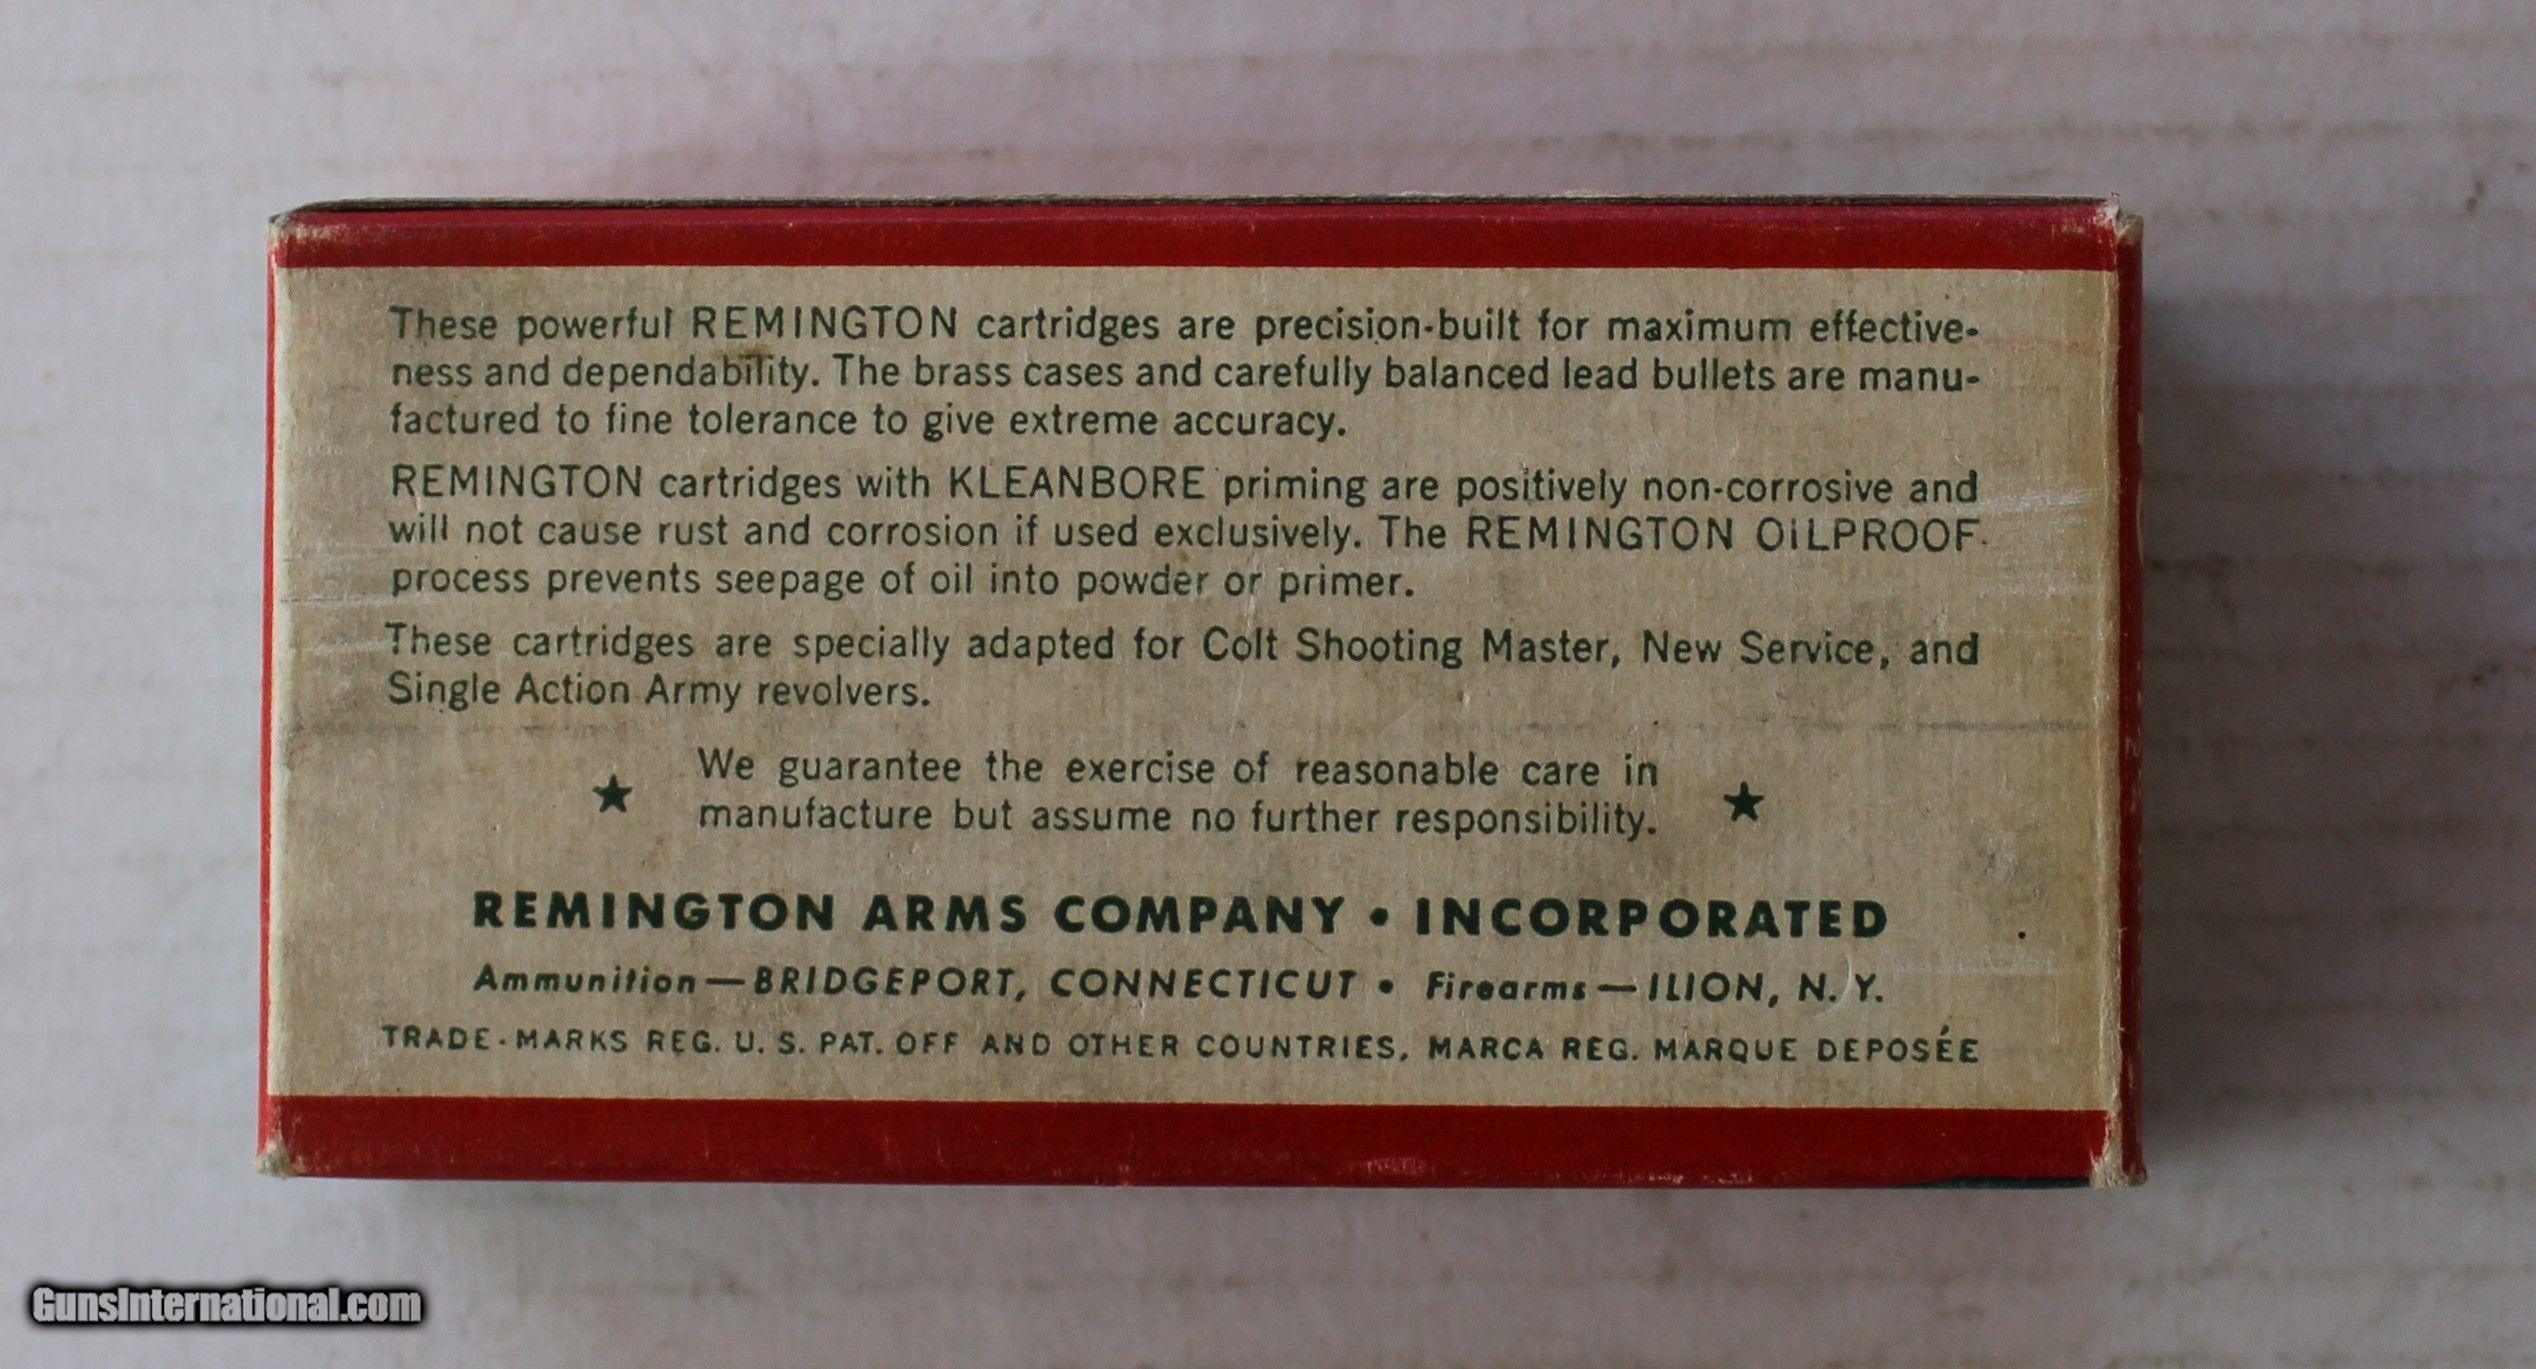 These powerful REMINGTON cartridges are precision-built for maximum effective-
ness and dependability. The brass cases and carefully balanced lead bullets are manu-
factured to fine tolerance to give extreme accuracy.
REMINGTON cartridges with KLEANBORE priming are positively non-corrosive and
will not cause rust and corrosion if used exclusively. The REMINGTON OiLPROOF
process prevents seepage of oil into powder or primer.
These cartridges are specially adapted for Colt Shooting Master, New Service, and
Single Action Army revolvers.
★ We guarantee the exercise of reasonable care in
manufacture but assume no further responsibility. ★
REMINGTON ARMS COMPANY • INCORPORATED
Ammunition—BRIDGEPORT, CONNECTICUT • Firearms—ILION, N. Y.
TRADE-MARKS REG. U. S. PAT. OFF AND OTHER COUNTRIES, MARCA REG. MARQUE DEPOSÉE
GunsInternational.com